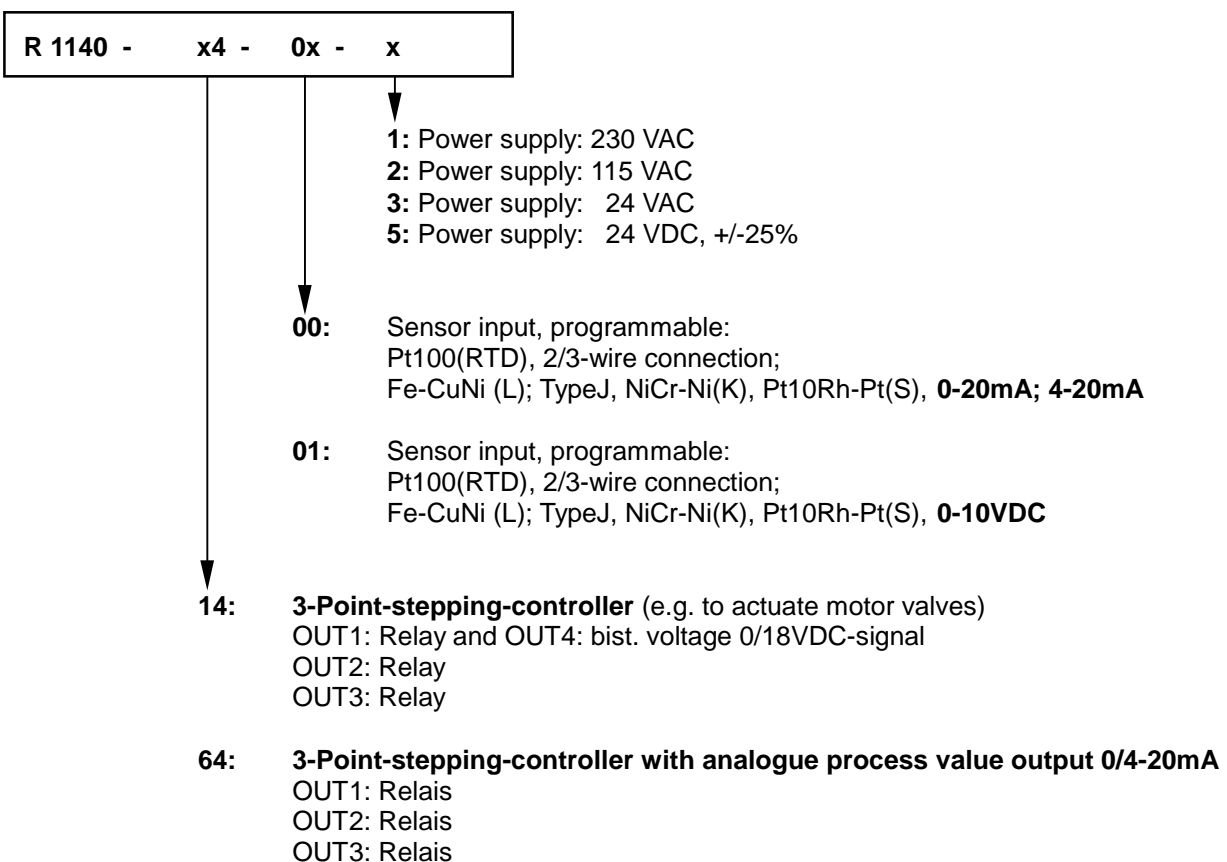 R 1140 - x4 - 0x - x
1: Power supply: 230 VAC
2: Power supply: 115 VAC
3: Power supply: 24 VAC
5: Power supply: 24 VDC, +/-25%
00: Sensor input, programmable:
Pt100(RTD), 2/3-wire connection;
Fe-CuNi (L); TypeJ, NiCr-Ni(K), Pt10Rh-Pt(S), 0-20mA; 4-20mA
01: Sensor input, programmable:
Pt100(RTD), 2/3-wire connection;
Fe-CuNi (L); TypeJ, NiCr-Ni(K), Pt10Rh-Pt(S), 0-10VDC
14: 3-Point-stepping-controller (e.g. to actuate motor valves)
OUT1: Relay and OUT4: bist. voltage 0/18VDC-signal
OUT2: Relay
OUT3: Relay
64: 3-Point-stepping-controller with analogue process value output 0/4-20mA
OUT1: Relais
OUT2: Relais
OUT3: Relais